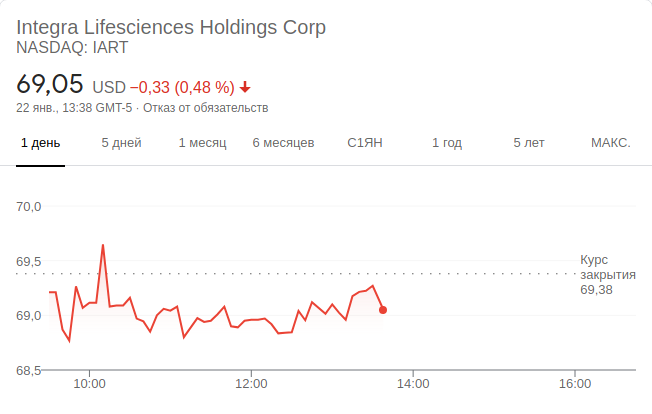 Integra Lifesciences Holdings Corp
NASDAQ: IART
69,05 USD −0,33 (0,48 %)
22 янв., 13:38 GMT-5 · Отказ от обязательств
1 день 5 дней 1 месяц 6 месяцев С1ЯН 1 год 5 лет МАКС.
70,0
69,5
Курс
закрытия
69,38
69,0
68,5
10:00 12:00 14:00 16:00